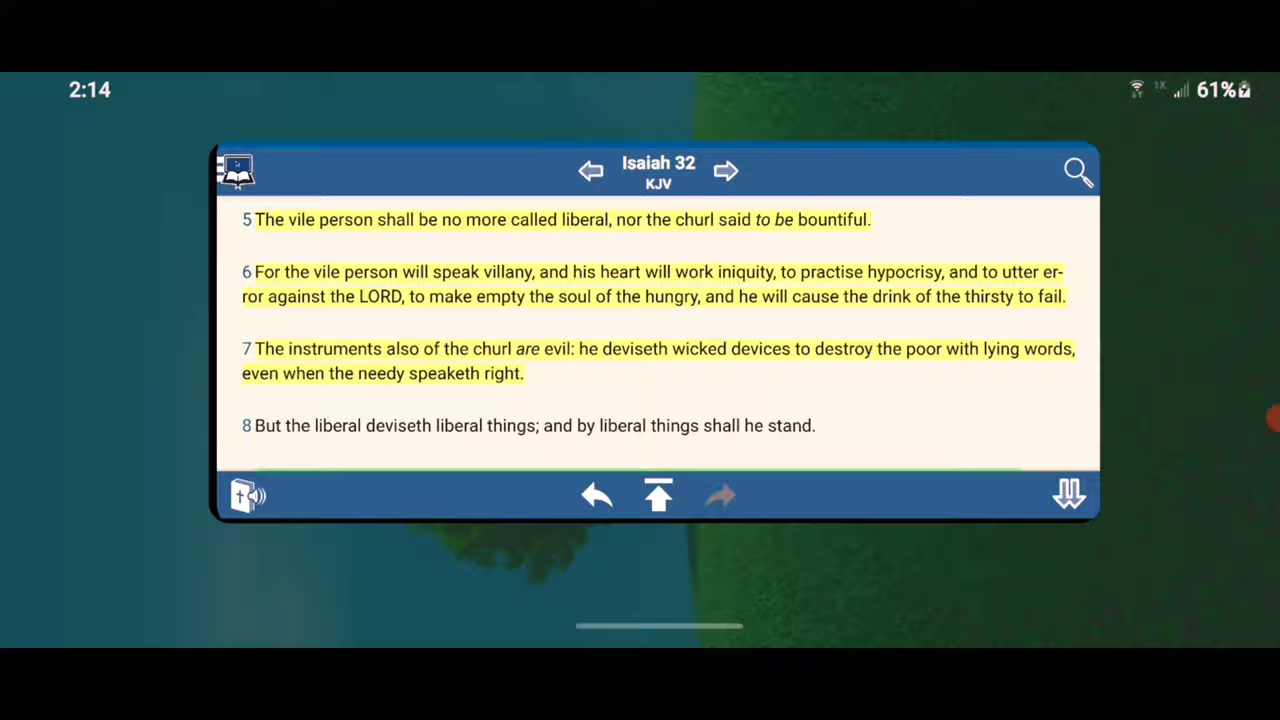 2:14
1X
61%
Isaiah 32
KJV
5 The vile person shall be no more called liberal, nor the churl said to be bountiful.
6 For the vile person will speak villany, and his heart will work iniquity, to practise hypocrisy, and to utter er-
ror against the LORD, to make empty the soul of the hungry, and he will cause the drink of the thirsty to fail.
7 The instruments also of the churl are evil: he deviseth wicked devices to destroy the poor with lying words,
even when the needy speaketh right.
8 But the liberal deviseth liberal things; and by liberal things shall he stand.